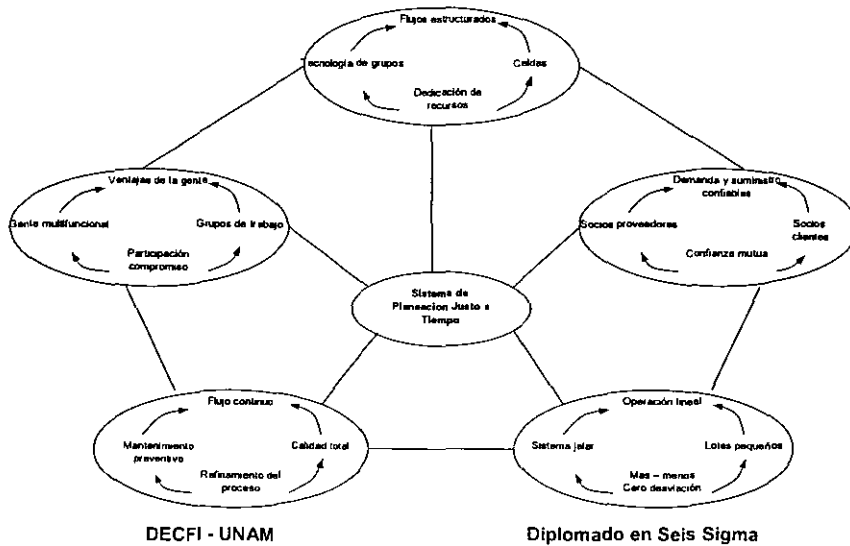 Flujos estructurados
ecnología de grupos
Celdas
Dedicación de
recursos
Ventajas de la gente
Gente multifuncional
Grupos de trabajo
Participación
compromiso
Demanda y suministro
confiables
Socios proveedores
Socios
clientes
Confianza mutua
Sistema de
Planeacion Justo a
Tiempo
Flujo continuo
Mantenimiento
preventivo
Calidad total
Refinamiento del
proceso
Operación lineal
Sistema jalar
Lotes pequeños
Mas – menos
Cero desviación
DECFI - UNAM
Diplomado en Seis Sigma